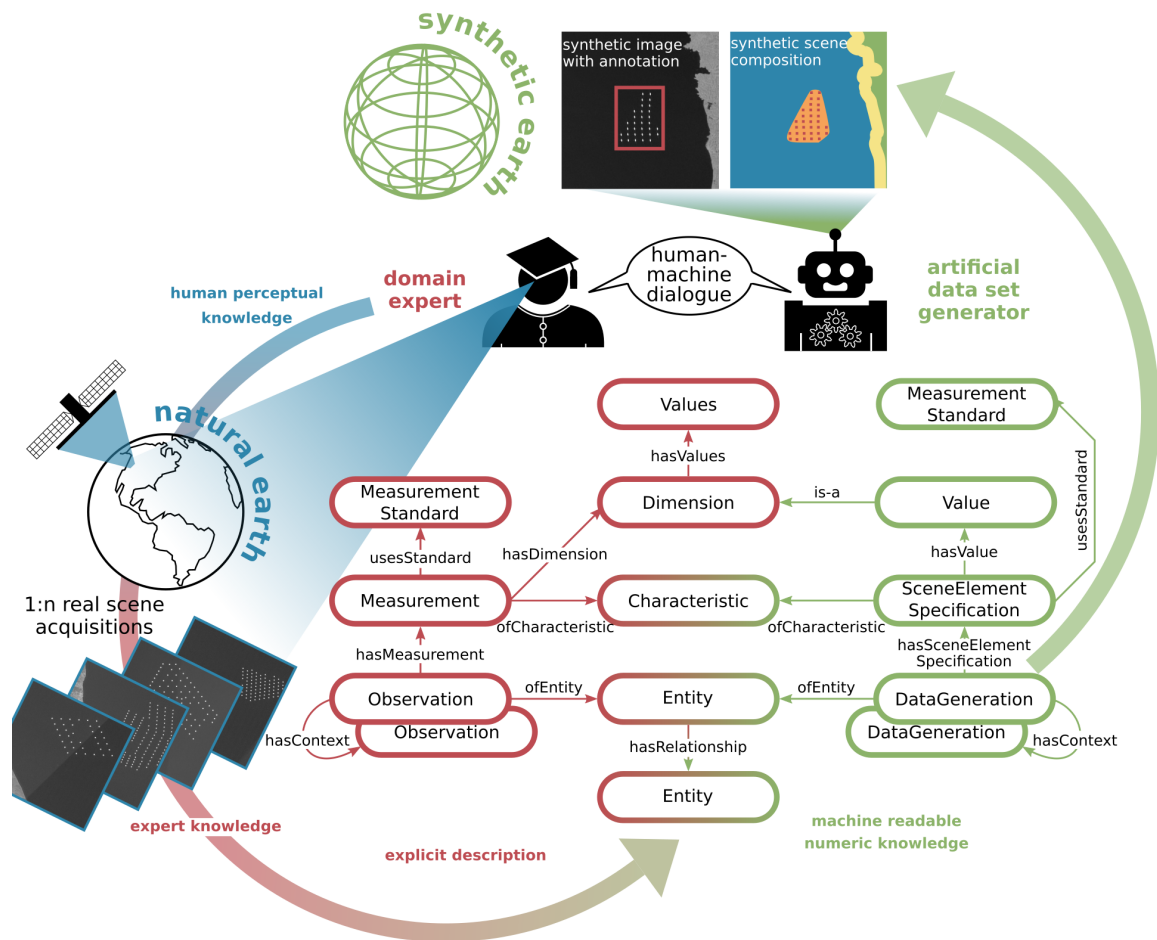 synthetic earth
synthetic image
with annotation
synthetic scene
composition
human-
machine
dialogue
domain
expert
artificial
data set
generator
human perceptual
knowledge
natural earth
Values
Measurement
Standard
hasValues
Measurement
Standard
Dimension
is-a
Value
usesStandard
usesStandard
hasDimension
hasValue
1:n real scene
acquisitions
Measurement
Characteristic
SceneElement
Specification
ofCharacteristic
ofCharacteristic
hasMeasurement
hasSceneElement
Specification
Observation
ofEntity
Entity
ofEntity
DataGeneration
hasContext
Observation
hasRelationship
DataGeneration
hasContext
Entity
expert knowledge
explicit description
machine readable
numeric knowledge